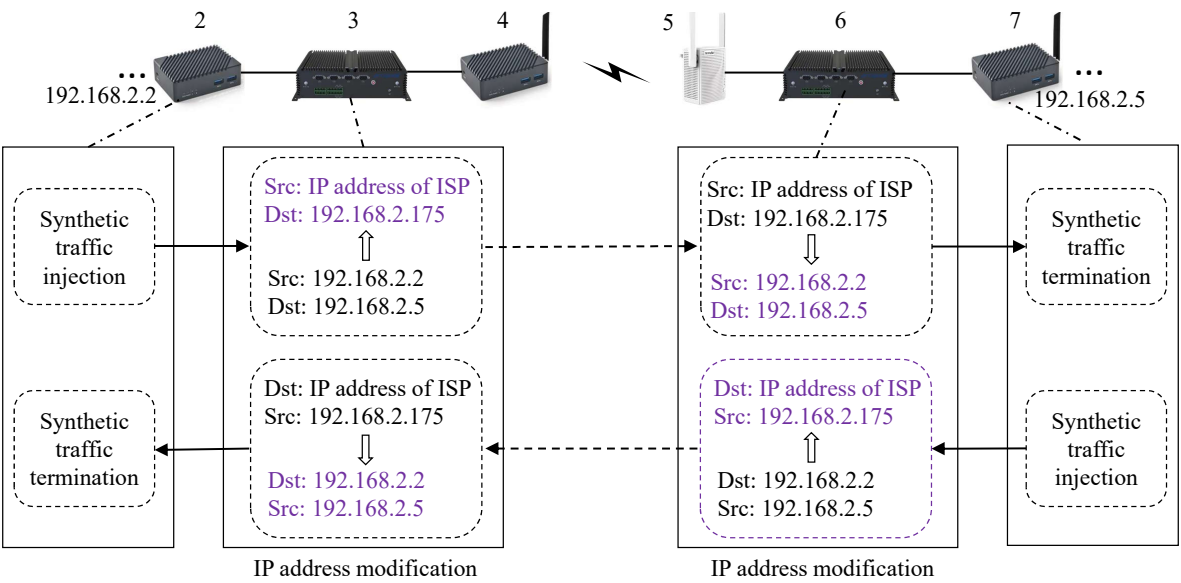 2
3
4
5
6
7
...
192.168.2.2
...
192.168.2.5
Synthetic
traffic
injection
Src: IP address of ISP
Dst: 192.168.2.175
Src: 192.168.2.2
Dst: 192.168.2.5
Src: IP address of ISP
Dst: 192.168.2.175
Src: 192.168.2.2
Dst: 192.168.2.5
Synthetic
traffic
termination
Synthetic
traffic
termination
Dst: IP address of ISP
Src: 192.168.2.175
Dst: 192.168.2.2
Src: 192.168.2.5
Dst: IP address of ISP
Src: 192.168.2.175
Dst: 192.168.2.2
Src: 192.168.2.5
Synthetic
traffic
injection
IP address modification
IP address modification